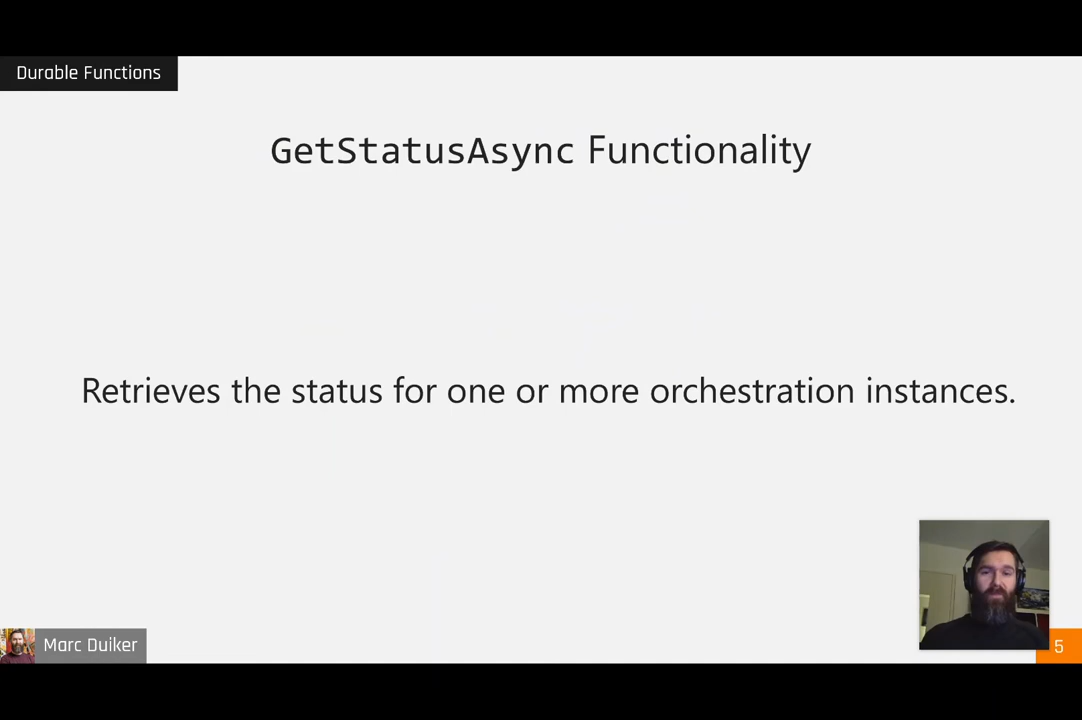 Durable Functions
GetStatusAsync Functionality
Retrieves the status for one or more orchestration instances.
Marc Duiker
5